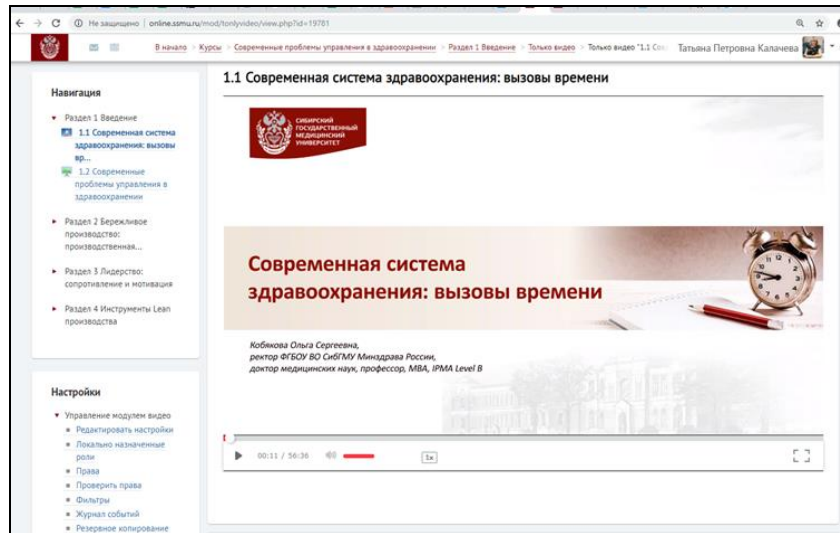 Не защищено | online.ssmu.ru/mod/tonlyvideo/view.php?id=19781
В начало > Курсы > Современные проблемы управления в здравоохранении > Раздел 1 Введение > Только видео > Только видео "1.1 Со
Татьяна Петровна Калачева
Навигация
Раздел 1 Введение
1.1 Современная система
здравоохранения: вызовы
вр...
1.2 Современные
проблемы управления в
здравоохранении
Раздел 2 Бережливое
производство:
производственная...
Раздел 3 Лидерство:
сопротивление и мотивация
Раздел 4 Инструменты Lean
производства
Настройки
Управление модулем видео
Редактировать настройки
Локально назначенные
роли
Права
Проверить права
Фильтры
Журнал событий
Резервное копирование
1.1 Современная система здравоохранения: вызовы времени
СИБИРСКИЙ
ГОСУДАРСТВЕННЫЙ
МЕДИЦИНСКИЙ
УНИВЕРСИТЕТ
Современная система
здравоохранения: вызовы времени
Кобякова Ольга Сергеевна,
ректор ФГБОУ ВО СибГМУ Минздрава России,
доктор медицинских наук, профессор, MBA, IPMA Level B
00:11 / 56:36
1x